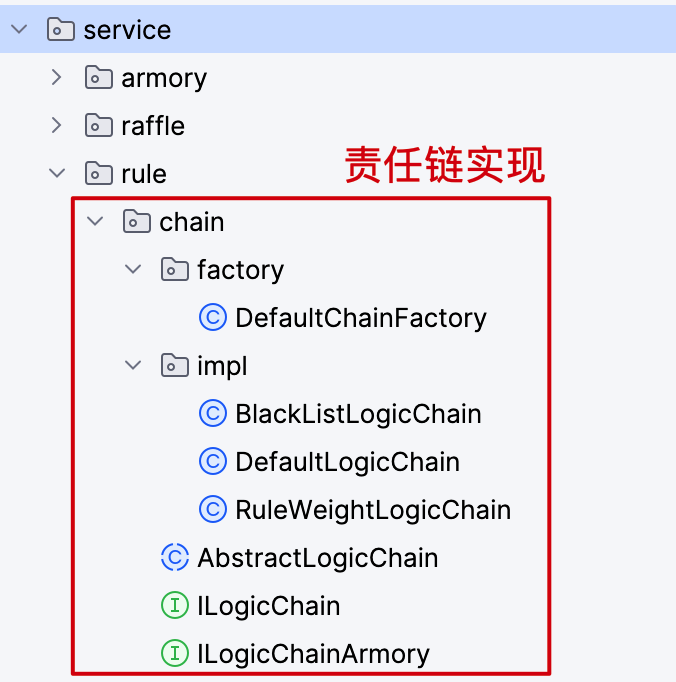 service
armory
raffle
rule
责任链实现
chain
factory
C DefaultChainFactory
impl
C BlackListLogicChain
C DefaultLogicChain
C RuleWeightLogicChain
C AbstractLogicChain
I ILogicChain
I ILogicChainArmory